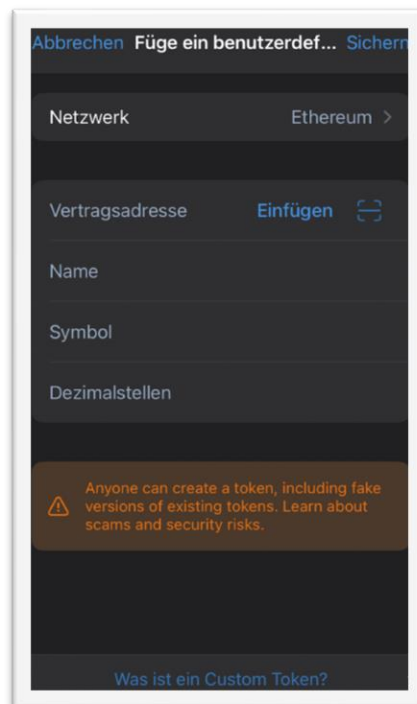 Abbrechen Füge ein benutzerdef... Sichern
Netzwerk Ethereum >
Vertragsadresse Einfügen
Name
Symbol
Dezimalstellen
Anyone can create a token, including fake
versions of existing tokens. Learn about
scams and security risks.
Was ist ein Custom Token?